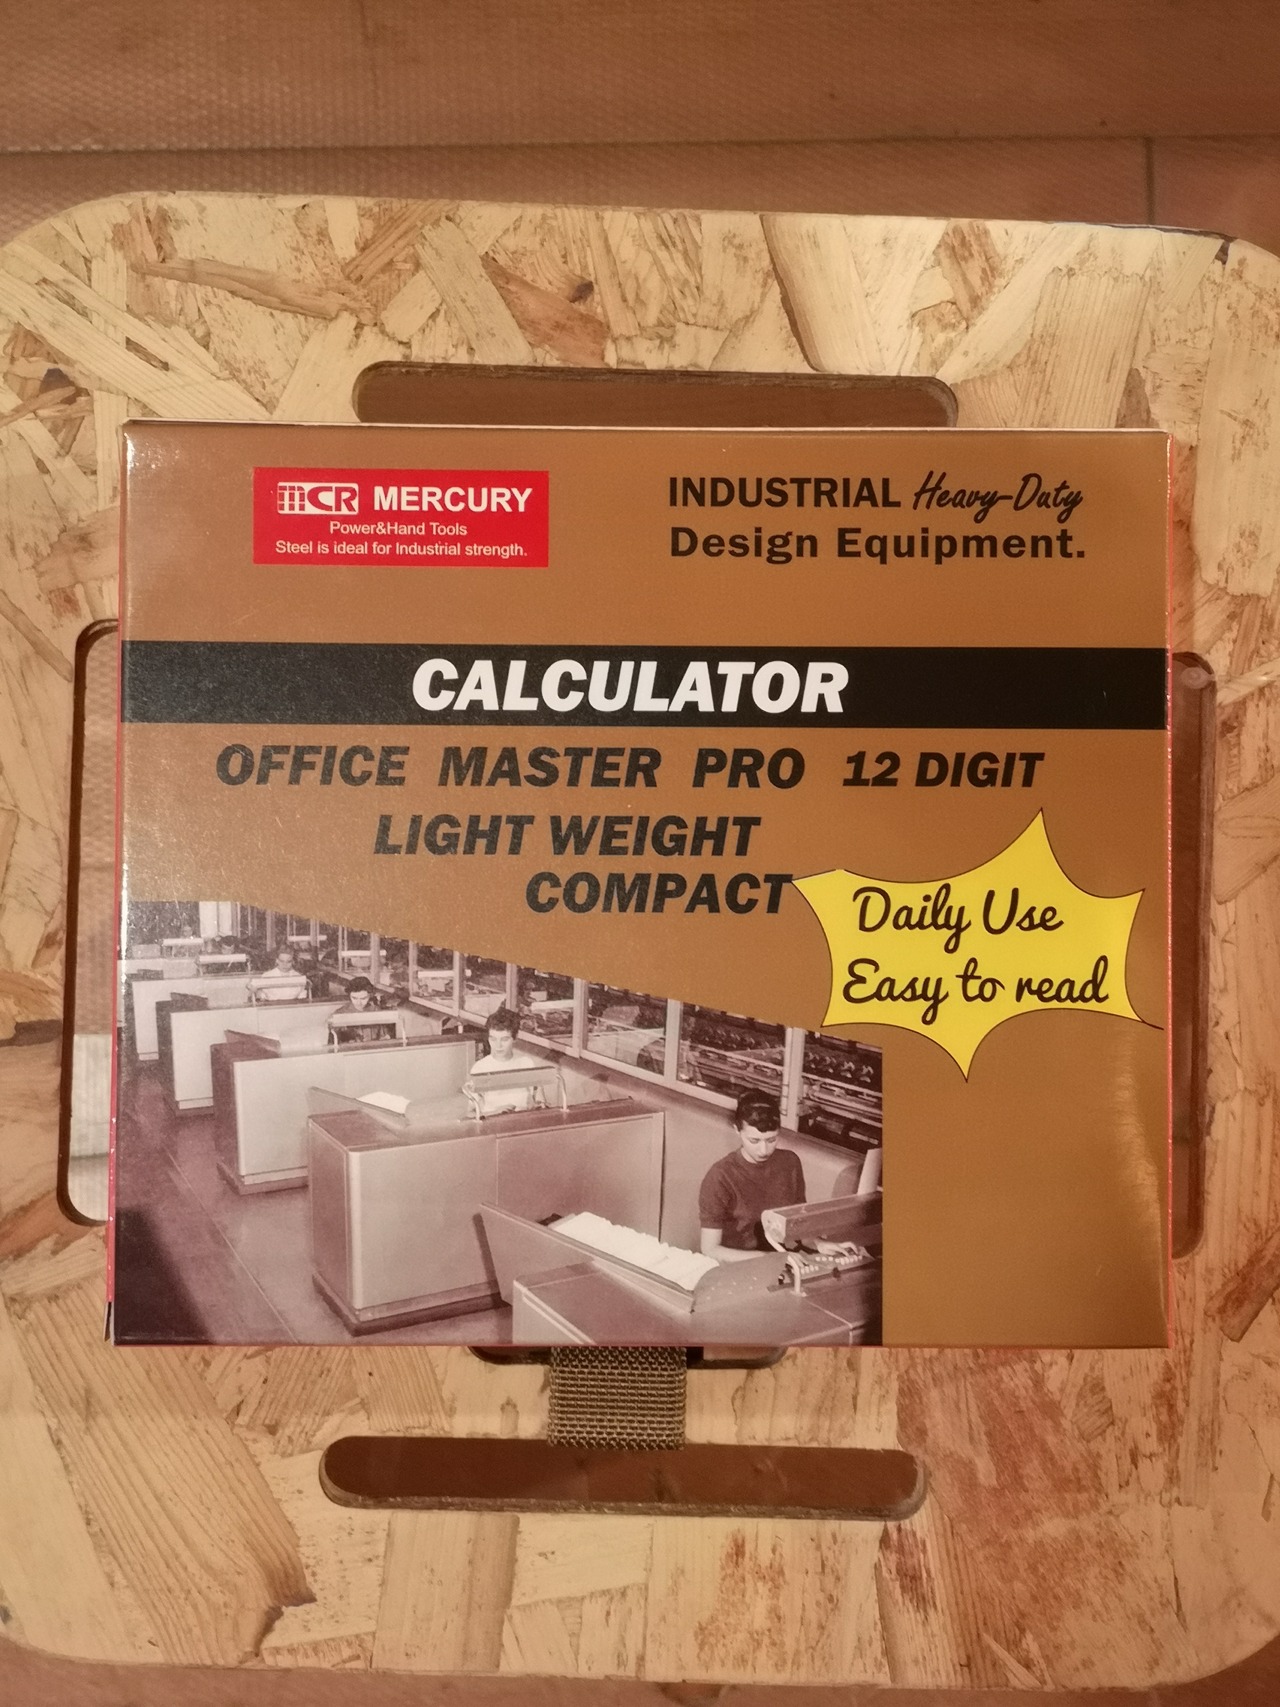 mCR MERCURY
Power&Hand Tools
Steel is ideal for Industrial strength.
INDUSTRIAL Heavy-Duty
Design Equipment.
CALCULATOR
OFFICE MASTER PRO 12 DIGIT
LIGHT WEIGHT
COMPACT
Daily Use
Easy to read